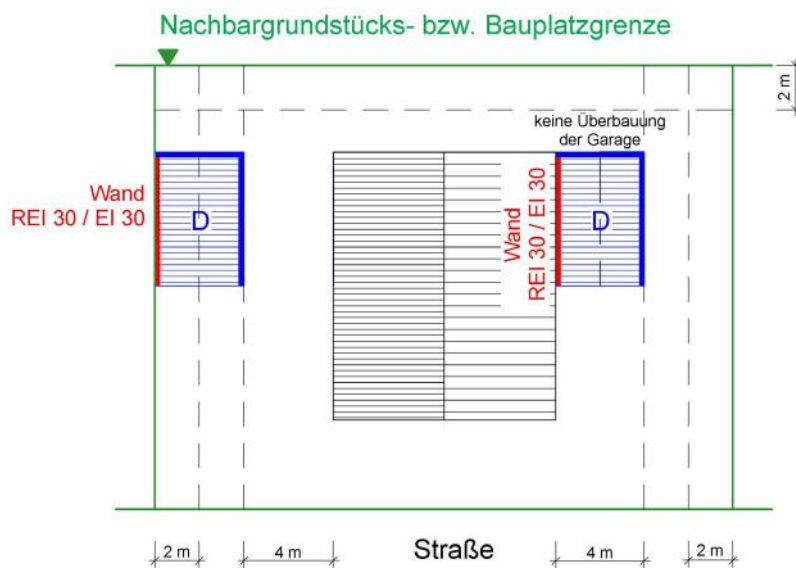 Nachbargrundstücks- bzw. Bauplatzgrenze
2 m
keine Überbauung
der Garage
Wand
REI 30 / EI 30
D
Wand
REI 30 / EI 30
D
2 m
4 m
Straße
4 m
2 m